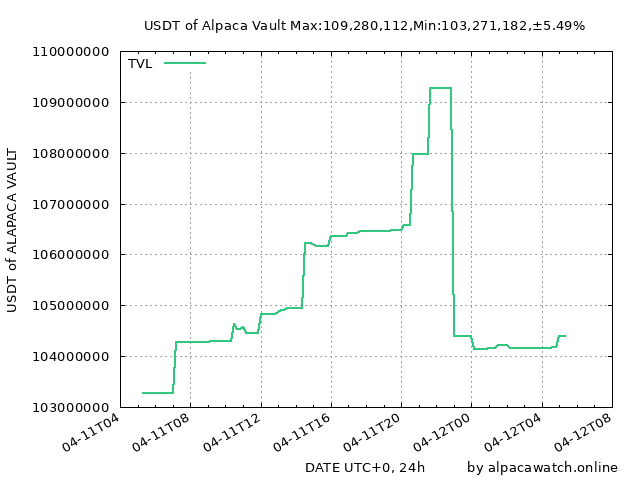 USDT of Alpaca Vault Max:109,280,112,Min:103,271,182,±5.49%
TVL
110000000
109000000
108000000
107000000
106000000
105000000
104000000
103000000
USDT of ALAPACA VAULT
04-11T04
04-11T08
04-11T12
04-11T16
04-11T20
04-12T00
04-12T04
04-12T08
DATE UTC+0, 24h
by alpacawatch.online